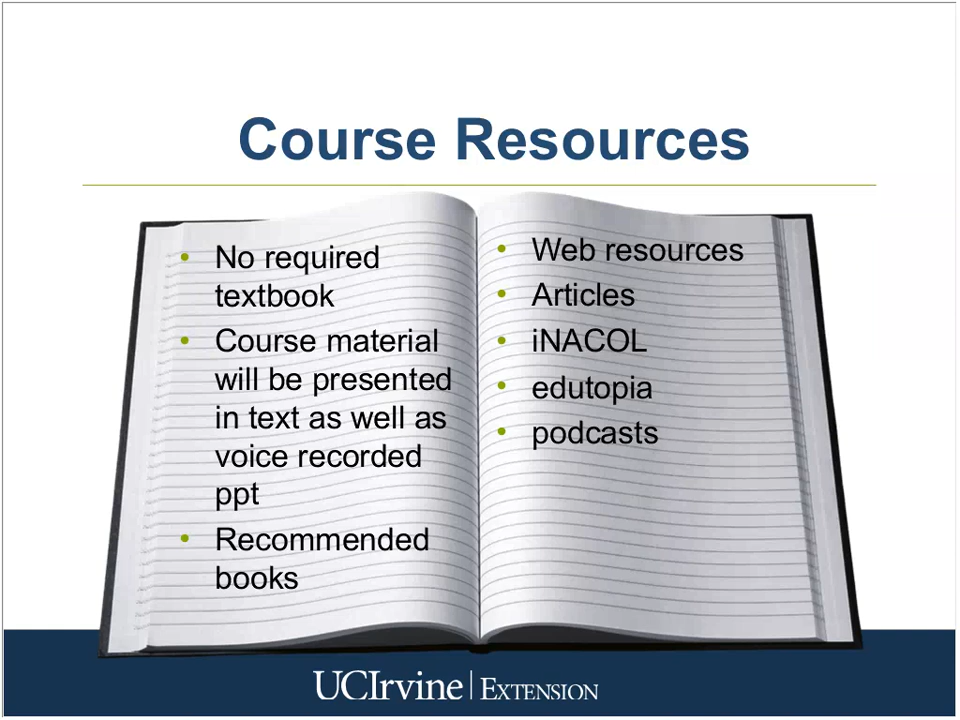 Course Resources
• No required
textbook
• Course material
will be presented
in text as well as
voice recorded
ppt
• Recommended
books
• Web resources
• Articles
• iNACOL
• edutopia
• podcasts
UCIrvine | EXTENSION